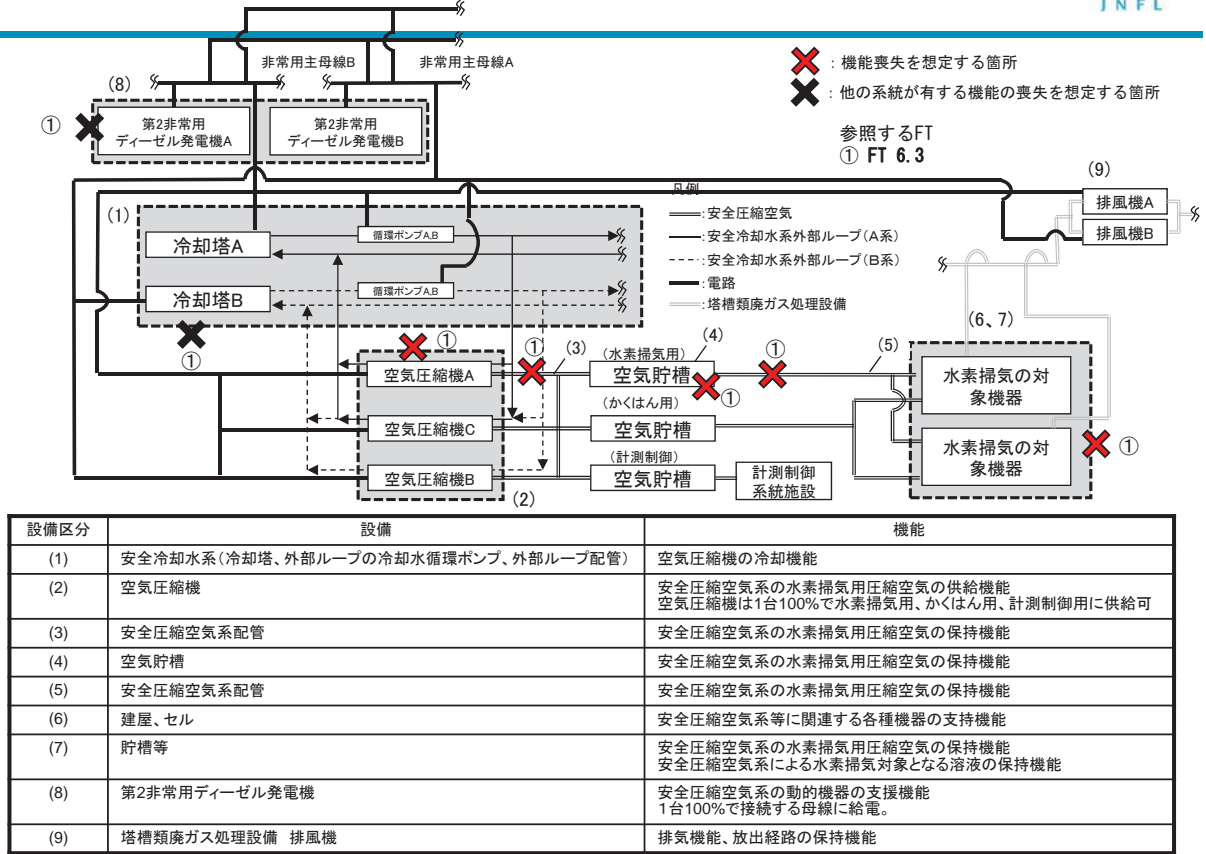 JNFL
非常用主母線B
非常用主母線A
：機能喪失を想定する箇所
：他の系統が有する機能の喪失を想定する箇所
(8)
①
第2非常用
ディーゼル発電機A
第2非常用
ディーゼル発電機B
参照するFT
① FT 6.3
(9)
排風機A
排風機B
凡例
：安全圧縮空気
：安全冷却水系外部ループ（A系）
：安全冷却水系外部ループ（B系）
：電路
：塔槽類廃ガス処理設備
(1)
冷却塔A
循環ポンプA,B
冷却塔B
循環ポンプA,B
①
(6、7)
①
空気圧縮機A
①
(3)
(水素掃気用)
空気貯槽
(4)
①
①
(5)
水素掃気の対
象機器
空気圧縮機C
(かくはん用)
空気貯槽
水素掃気の対
象機器
①
空気圧縮機B
(2)
(計測制御)
空気貯槽
計測制御
系統施設
設備区分 設備 機能
(1) 安全冷却水系（冷却塔、外部ループの冷却水循環ポンプ、外部ループ配管） 空気圧縮機の冷却機能
(2) 空気圧縮機 安全圧縮空気系の水素掃気用圧縮空気の供給機能
空気圧縮機は1台100%で水素掃気用、かくはん用、計測制御用に供給可
(3) 安全圧縮空気系配管 安全圧縮空気系の水素掃気用圧縮空気の保持機能
(4) 空気貯槽 安全圧縮空気系の水素掃気用圧縮空気の保持機能
(5) 安全圧縮空気系配管 安全圧縮空気系の水素掃気用圧縮空気の保持機能
(6) 建屋、セル 安全圧縮空気系等に関連する各種機器の支持機能
(7) 貯槽等 安全圧縮空気系の水素掃気用圧縮空気の保持機能
安全圧縮空気系による水素掃気対象となる溶液の保持機能
(8) 第2非常用ディーゼル発電機 安全圧縮空気系の動的機器の支援機能
1台100%で接続する母線に給電。
(9) 塔槽類廃ガス処理設備 排風機 排気機能、放出経路の保持機能